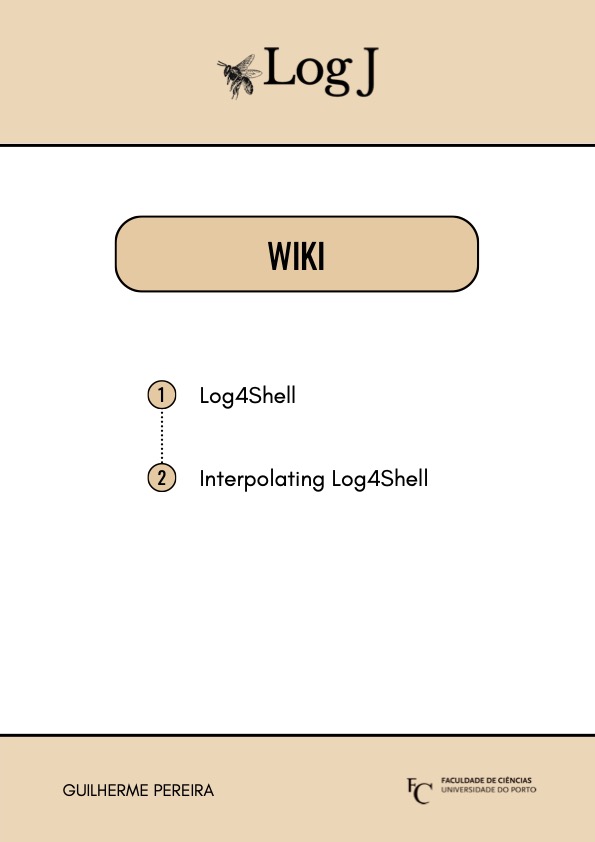 Log J
WIKI
1 Log4Shell
2 Interpolating Log4Shell
GUILHERME PEREIRA
FC FACULDADE DE CIÊNCIAS
UNIVERSIDADE DO PORTO